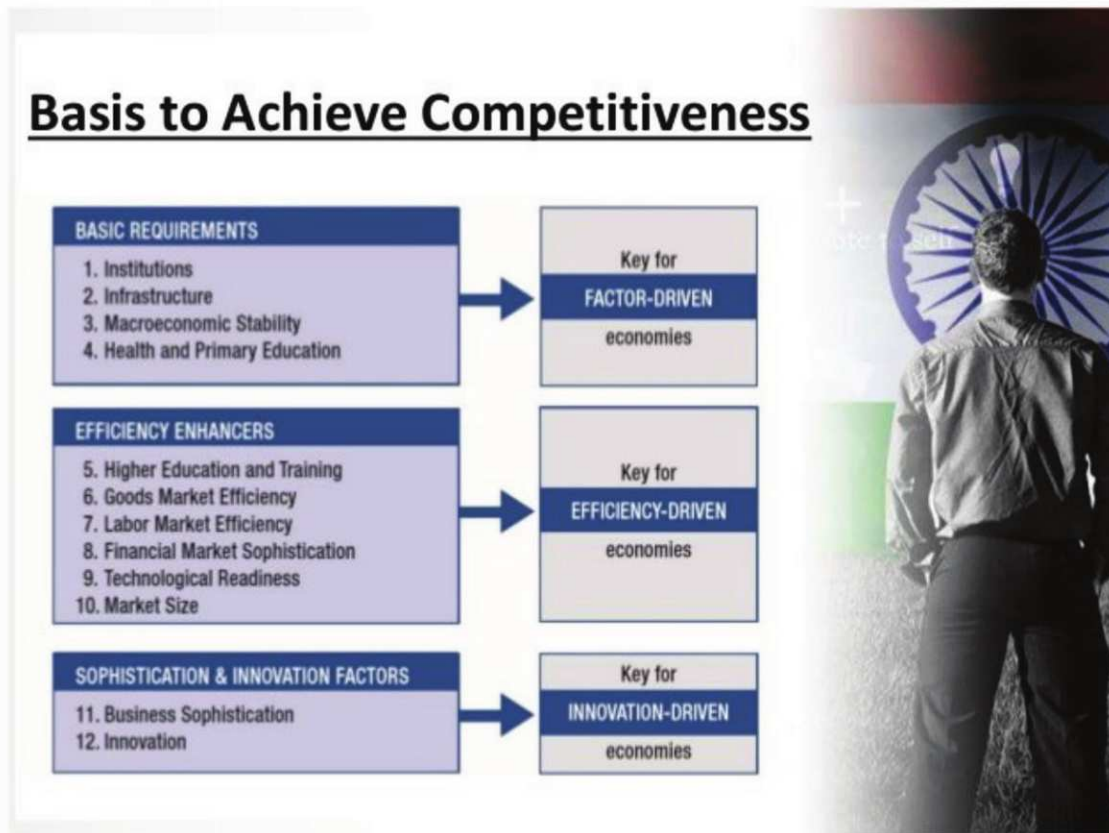 Basis to Achieve Competitiveness
BASIC REQUIREMENTS
1. Institutions
2. Infrastructure
3. Macroeconomic Stability
4. Health and Primary Education
Key for
FACTOR-DRIVEN
economies
EFFICIENCY ENHANCERS
5. Higher Education and Training
6. Goods Market Efficiency
7. Labor Market Efficiency
8. Financial Market Sophistication
9. Technological Readiness
10. Market Size
Key for
EFFICIENCY-DRIVEN
economies
SOPHISTICATION & INNOVATION FACTORS
11. Business Sophistication
12. Innovation
Key for
INNOVATION-DRIVEN
economies
self